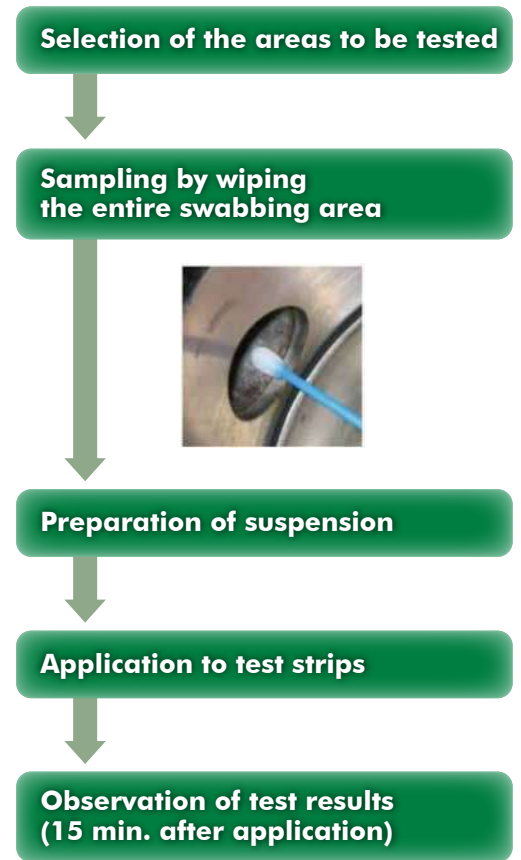 Selection of the areas to be tested
Sampling by wiping
the entire swabbing area
Preparation of suspension
Application to test strips
Observation of test results
(15 min. after application)